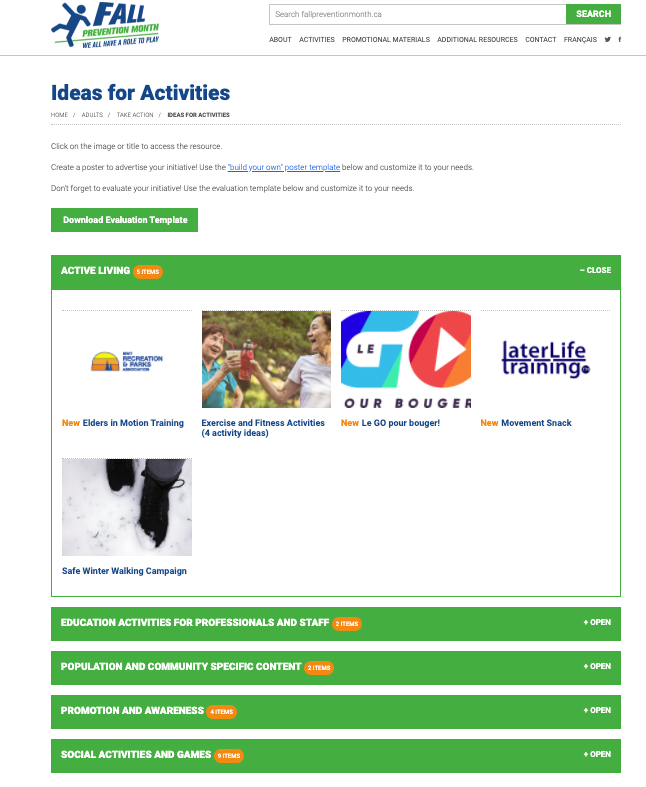 FALL
PREVENTION MONTH
WE ALL HAVE A ROLE TO PLAY
Search fallpreventionmonth.ca
SEARCH
ABOUT ACTIVITIES PROMOTIONAL MATERIALS ADDITIONAL RESOURCES CONTACT FRANÇAIS
Ideas for Activities
HOME / ADULTS / TAKE ACTION / IDEAS FOR ACTIVITIES
Click on the image or title to access the resource.
Create a poster to advertise your initiative! Use the "build your own" poster template below and customize it to your needs.
Don't forget to evaluate your initiative! Use the evaluation template below and customize it to your needs.
Download Evaluation Template
ACTIVE LIVING 5 ITEMS
– CLOSE
NWT
RECREATION
& PARKS
ASSOCIATION
New Elders in Motion Training
Exercise and Fitness Activities
(4 activity ideas)
LE GO
OUR BOUGER
New Le GO pour bouger!
laterLife
training
New Movement Snack
Safe Winter Walking Campaign
EDUCATION ACTIVITIES FOR PROFESSIONALS AND STAFF 2 ITEMS
+ OPEN
POPULATION AND COMMUNITY SPECIFIC CONTENT 2 ITEMS
+ OPEN
PROMOTION AND AWARENESS 4 ITEMS
+ OPEN
SOCIAL ACTIVITIES AND GAMES 9 ITEMS
+ OPEN